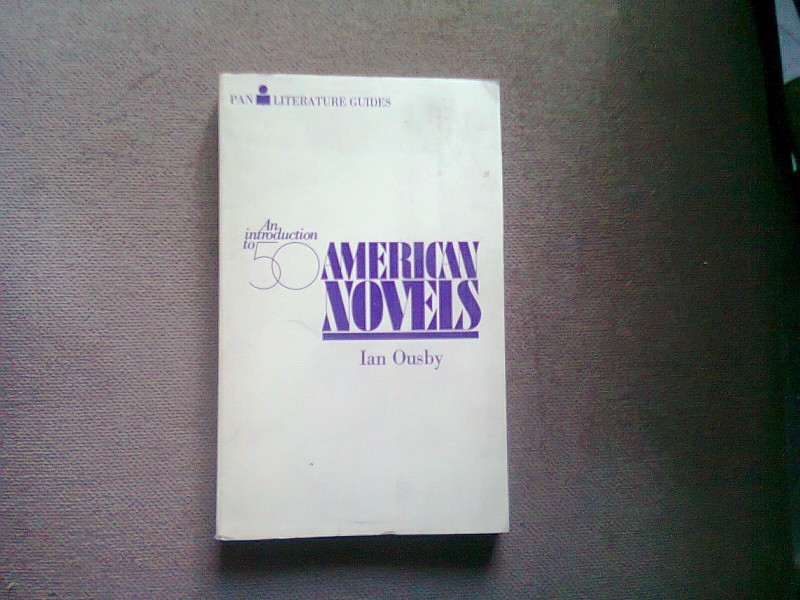 PAN LITERATURE GUIDES
An
introduction
to 50 AMERICAN
NOVELS
Ian Ousby